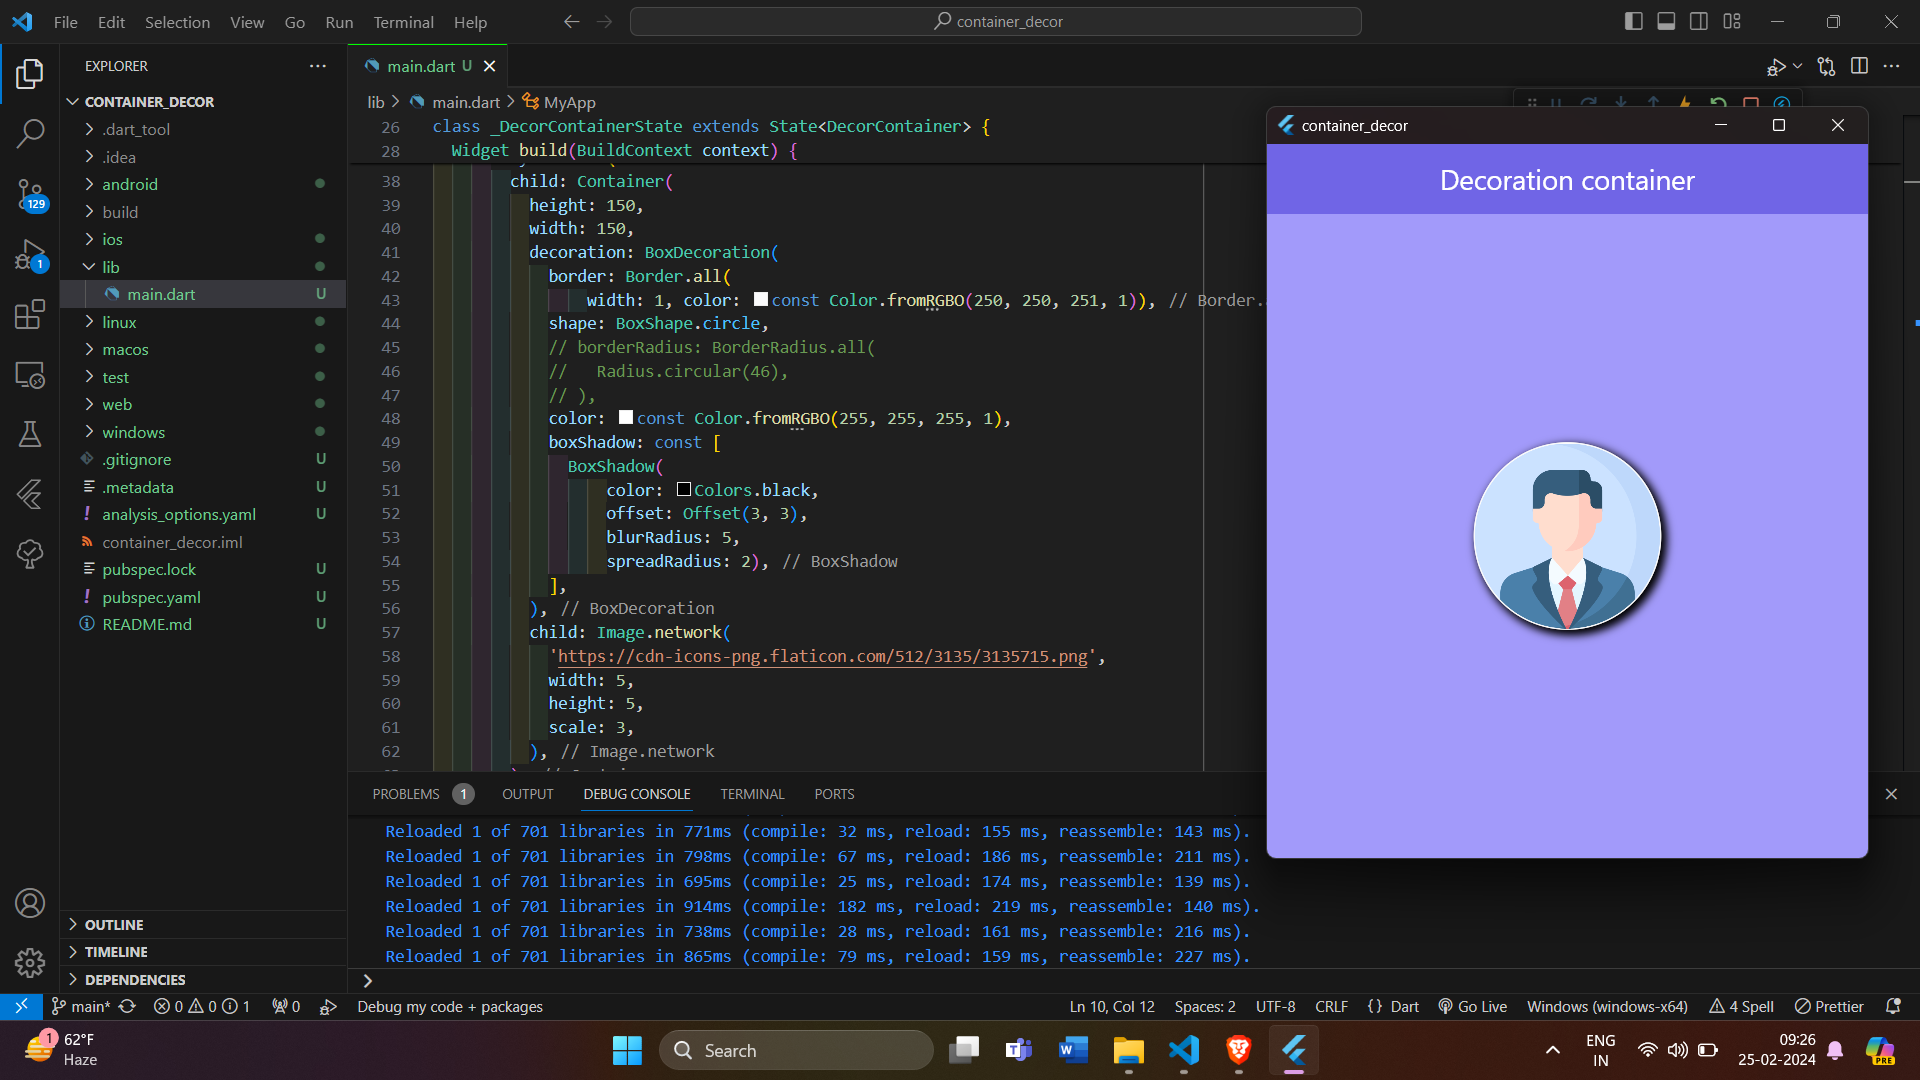 File Edit Selection View Go Run Terminal Help
container_decor
EXPLORER
CONTAINER_DECOR
.dart_tool
.idea
android
build
ios
lib
main.dart U
linux
macos
test
web
windows
.gitignore U
.metadata U
analysis_options.yaml U
container_decor.iml
pubspec.lock U
pubspec.yaml U
README.md U
OUTLINE
TIMELINE
DEPENDENCIES
129
1
main.dart U
lib > main.dart > MyApp
26 class _DecorContainerState extends State<DecorContainer> {
28 Widget build(BuildContext context) {
38 child: Container(
39 height: 150,
40 width: 150,
41 decoration: BoxDecoration(
42 border: Border.all(
43 width: 1, color: const Color.fromRGBO(250, 250, 251, 1)), // Border.
44 shape: BoxShape.circle,
45 // borderRadius: BorderRadius.all(
46 //   Radius.circular(46),
47 // ),
48 color: const Color.fromRGBO(255, 255, 255, 1),
49 boxShadow: const [
50 BoxShadow(
51 color: Colors.black,
52 offset: Offset(3, 3),
53 blurRadius: 5,
54 spreadRadius: 2), // BoxShadow
55 ],
56 ), // BoxDecoration
57 child: Image.network(
58 'https://cdn-icons-png.flaticon.com/512/3135/3135715.png',
59 width: 5,
60 height: 5,
61 scale: 3,
62 ), // Image.network
container_decor
Decoration container
PROBLEMS 1 OUTPUT DEBUG CONSOLE TERMINAL PORTS
Reloaded 1 of 701 libraries in 771ms (compile: 32 ms, reload: 155 ms, reassemble: 143 ms).
Reloaded 1 of 701 libraries in 798ms (compile: 67 ms, reload: 186 ms, reassemble: 211 ms).
Reloaded 1 of 701 libraries in 695ms (compile: 25 ms, reload: 174 ms, reassemble: 139 ms).
Reloaded 1 of 701 libraries in 914ms (compile: 182 ms, reload: 219 ms, reassemble: 140 ms).
Reloaded 1 of 701 libraries in 738ms (compile: 28 ms, reload: 161 ms, reassemble: 216 ms).
Reloaded 1 of 701 libraries in 865ms (compile: 79 ms, reload: 159 ms, reassemble: 227 ms).
main* 0 0 1 0 Debug my code + packages Ln 10, Col 12 Spaces: 2 UTF-8 CRLF {} Dart Go Live Windows (windows-x64) 4 Spell Prettier
1 62°F
Haze
Search
ENG
IN
09:26
25-02-2024
PRE